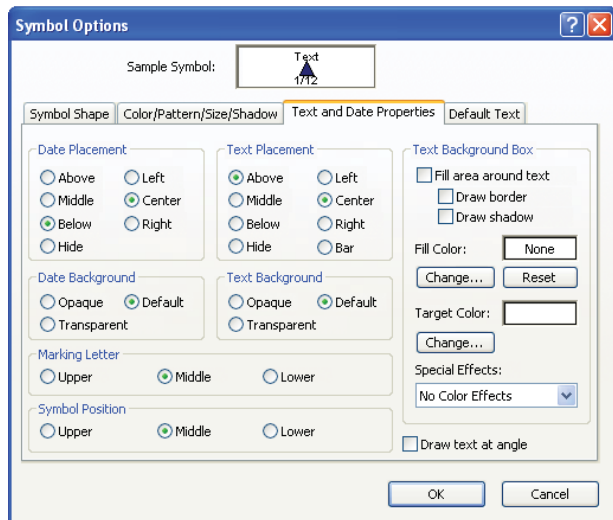 Symbol Options
Sample Symbol:
Text
1/12
Symbol Shape
Color/Pattern/Size/Shadow
Text and Date Properties
Default Text
Date Placement
Above
Left
Middle
Center
Below
Right
Hide
Text Placement
Above
Left
Middle
Center
Below
Right
Hide
Bar
Date Background
Opaque
Default
Transparent
Text Background
Opaque
Default
Transparent
Marking Letter
Upper
Middle
Lower
Symbol Position
Upper
Middle
Lower
Text Background Box
Fill area around text
Draw border
Draw shadow
Fill Color:
None
Change...
Reset
Target Color:
Change...
Special Effects:
No Color Effects
Draw text at angle
OK
Cancel